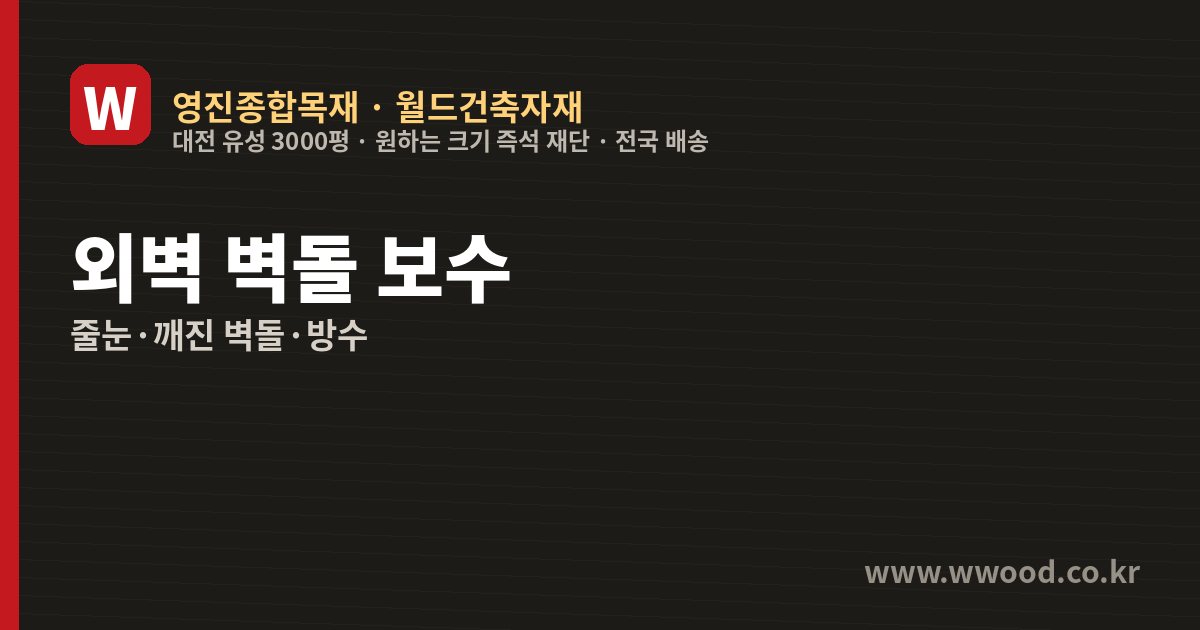 W
영진종합목재 · 월드건축자재
대전 유성 3000평 · 원하는 크기 즉석 재단 · 전국 배송
외벽 벽돌 보수
줄눈·깨진 벽돌·방수
www.wwood.co.kr